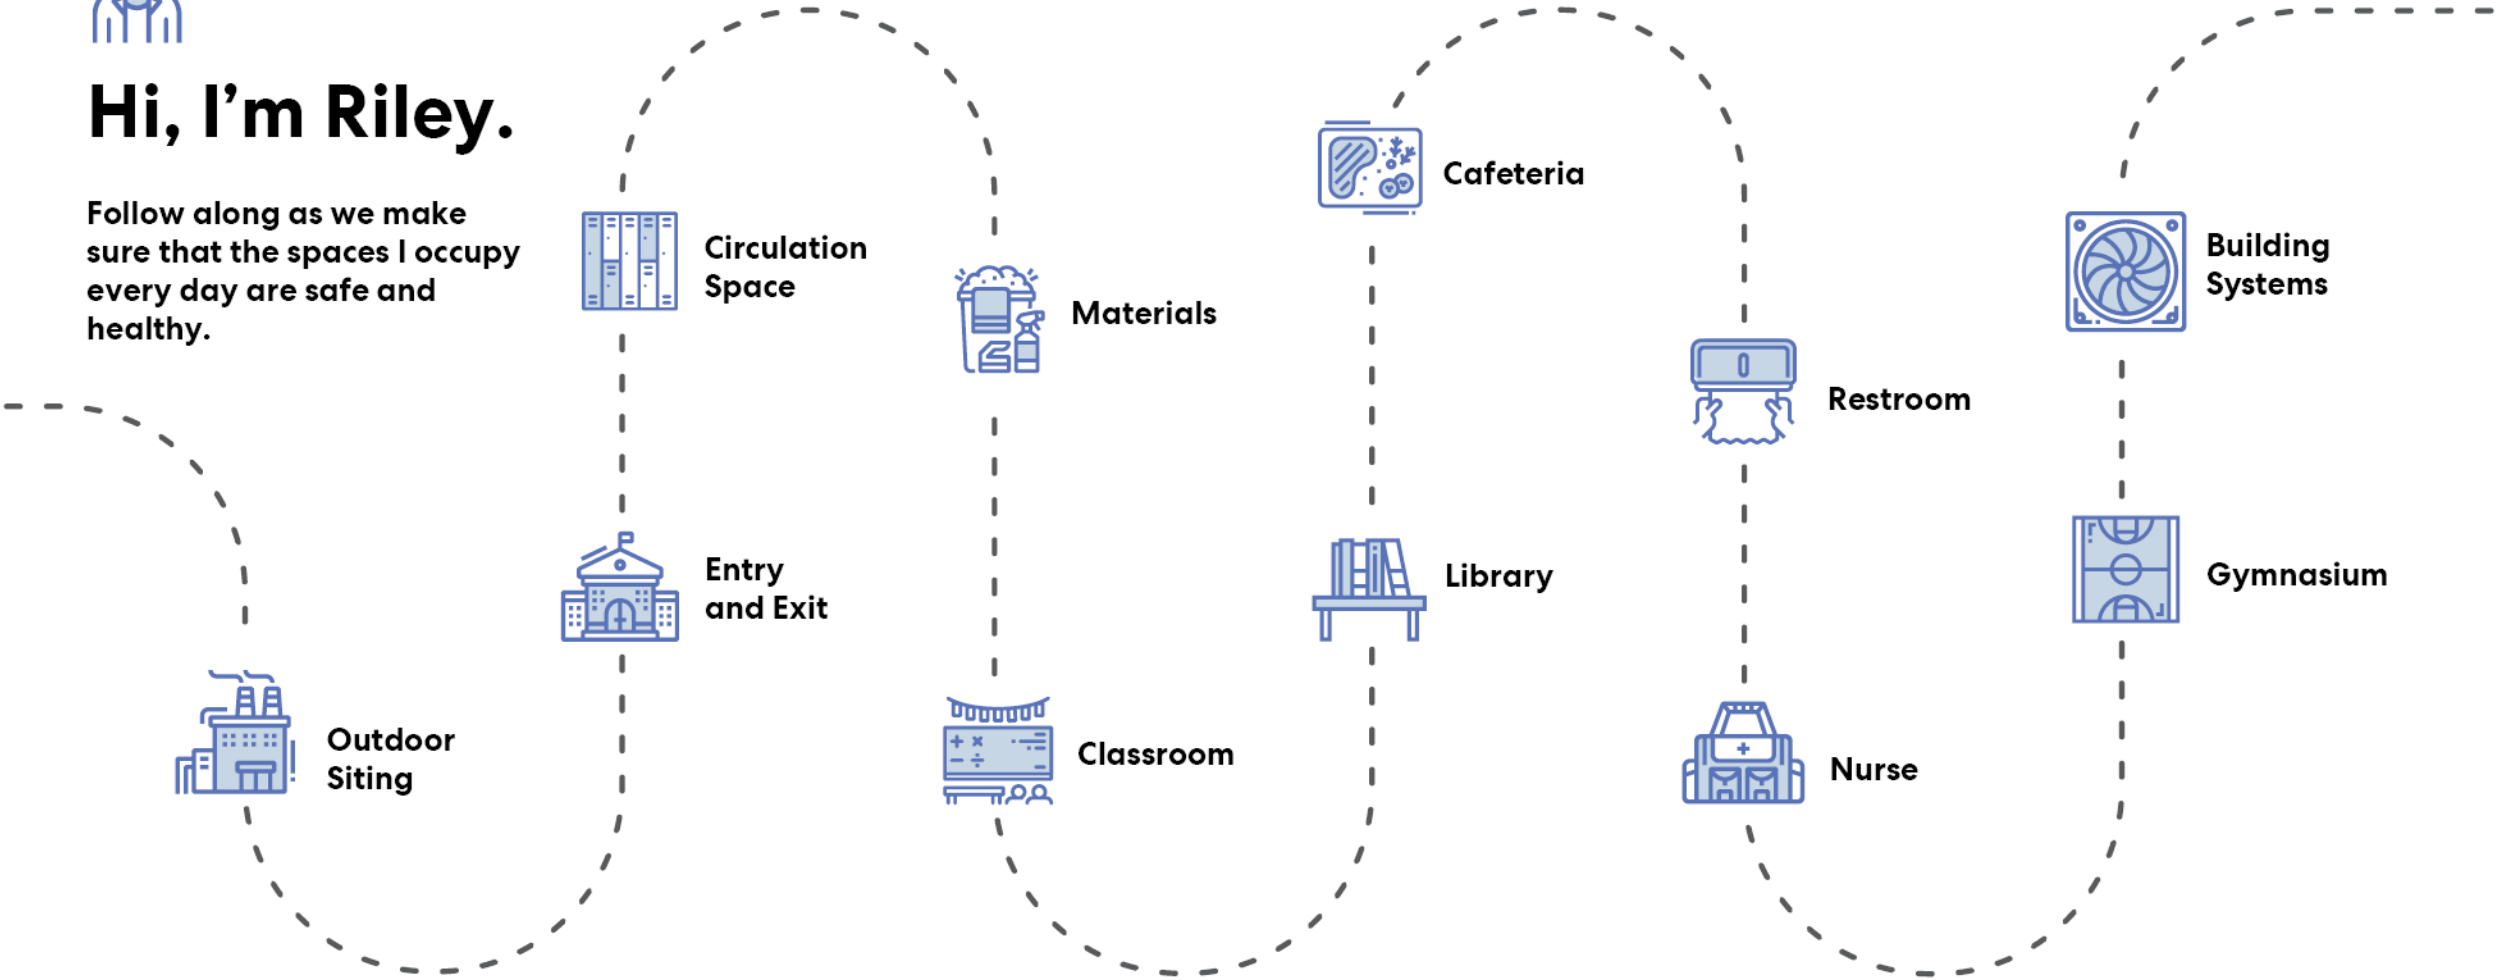 Hi, I'm Riley.
Follow along as we make
sure that the spaces I occupy
every day are safe and
healthy.
Outdoor
Siting
Entry
and Exit
Circulation
Space
Materials
Classroom
Library
Cafeteria
Restroom
Nurse
Gymnasium
Building
Systems